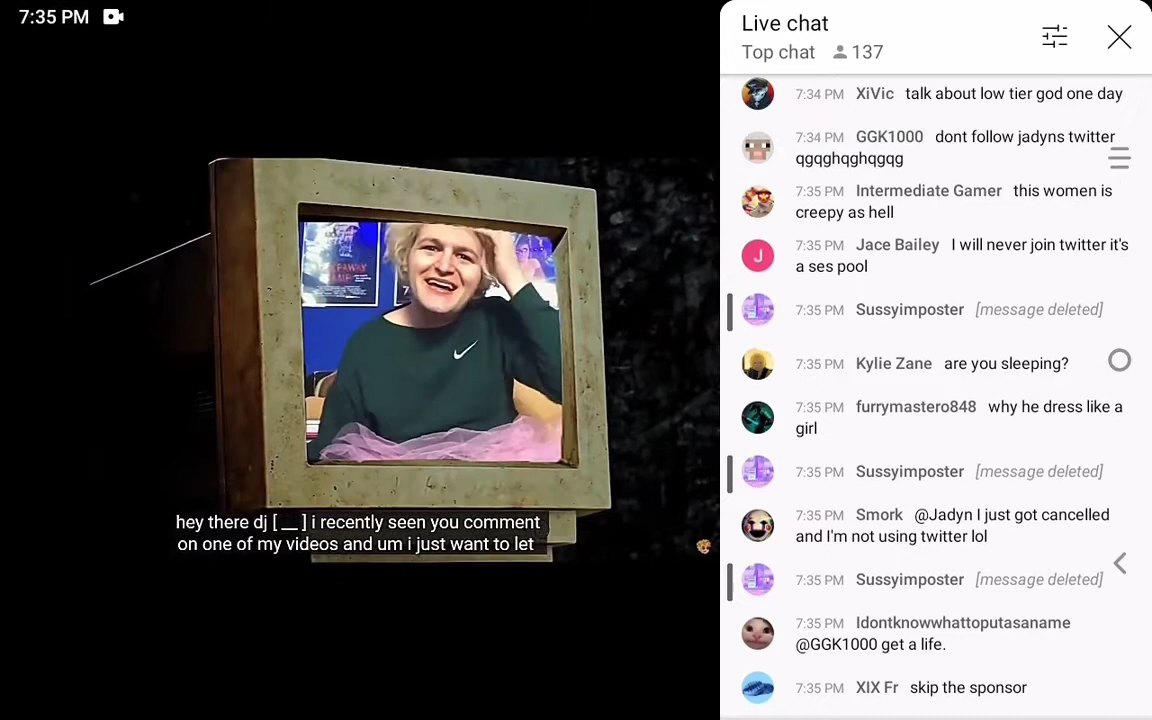 7:35 PM
Live chat
Top chat 137
7:34 PM XiVic talk about low tier god one day
7:34 PM GGK1000 dont follow jadyns twitter
qgqghqghqgqg
7:35 PM Intermediate Gamer this women is
creepy as hell
7:35 PM Jace Bailey I will never join twitter it's
a ses pool
J
7:35 PM Sussyimposter [message deleted]
7:35 PM Kylie Zane are you sleeping?
7:35 PM furrymastero848 why he dress like a
girl
7:35 PM Sussyimposter [message deleted]
7:35 PM Smork @Jadyn I just got cancelled
and I'm not using twitter lol
7:35 PM Sussyimposter [message deleted]
7:35 PM Idontknowwhattoputasaname
@GGK1000 get a life.
7:35 PM XIX Fr skip the sponsor
hey there dj [ __ ] i recently seen you comment
on one of my videos and um i just want to let